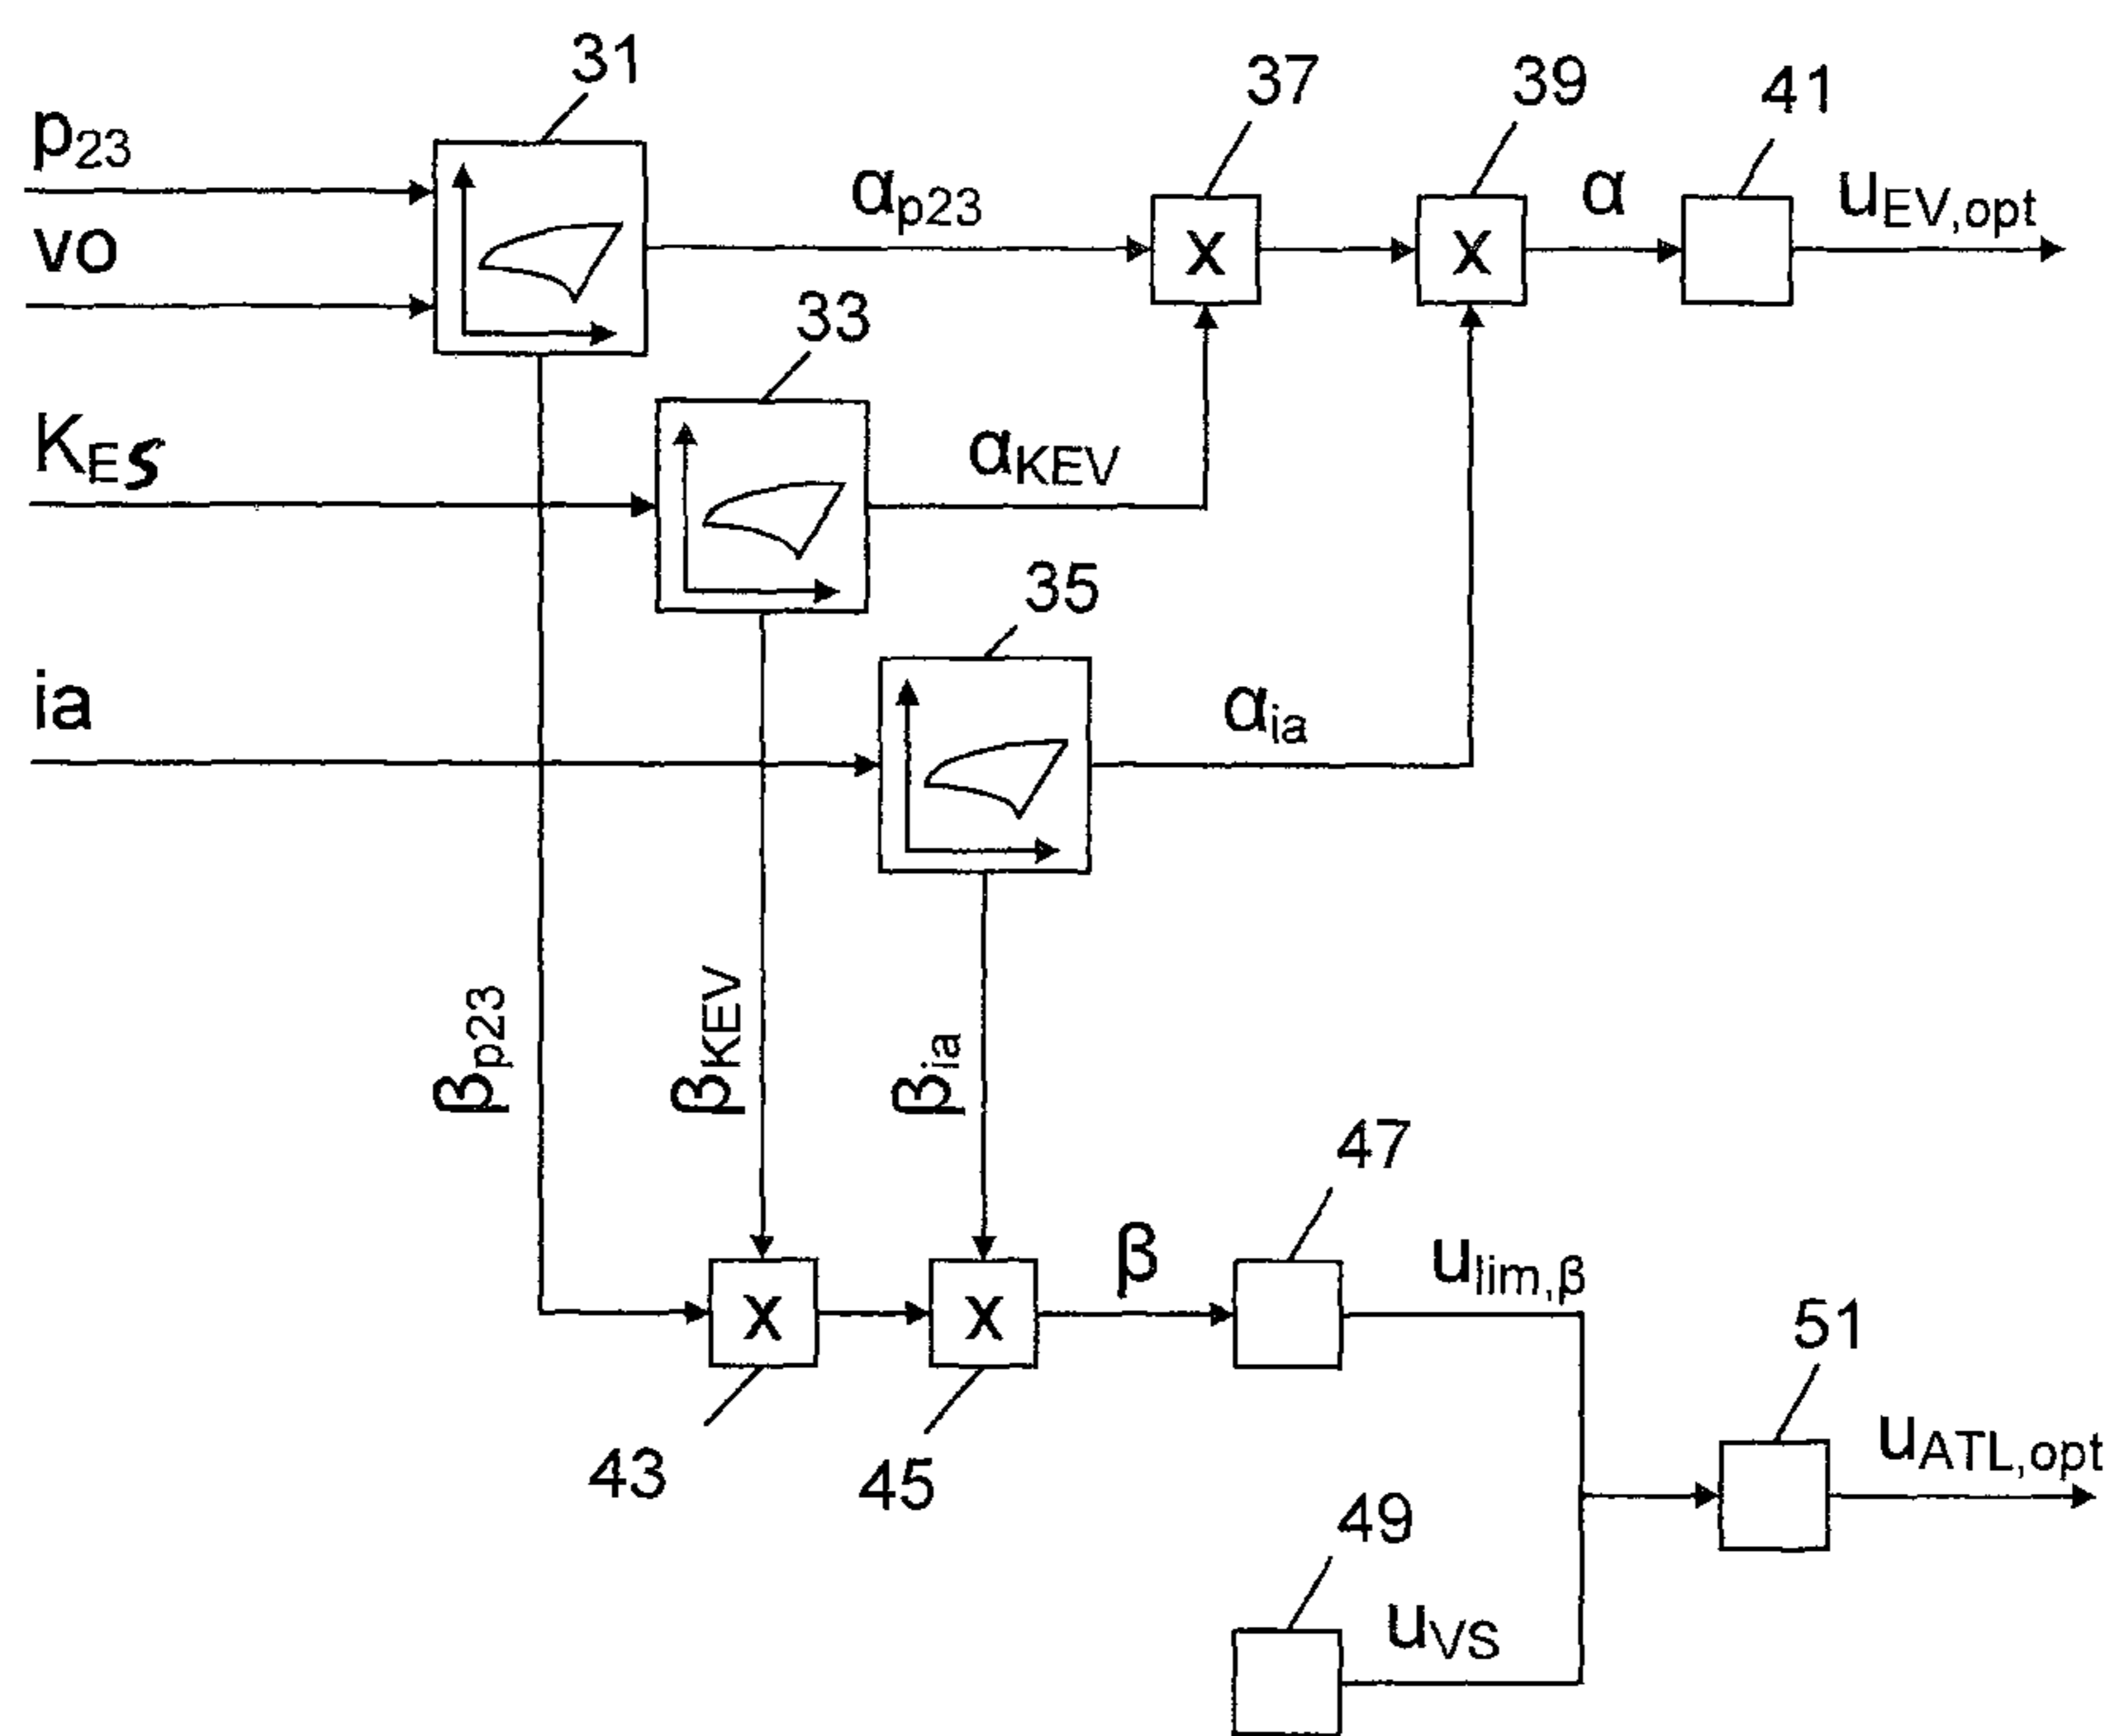 31
37
39
41
p23
αp23
α
uEV,opt
vo
x
x
33
KES
αKEV
35
ia
αia
βp23
βKEV
βia
47
β
ulim,β
51
x
x
uATL,opt
43
45
49
uVS